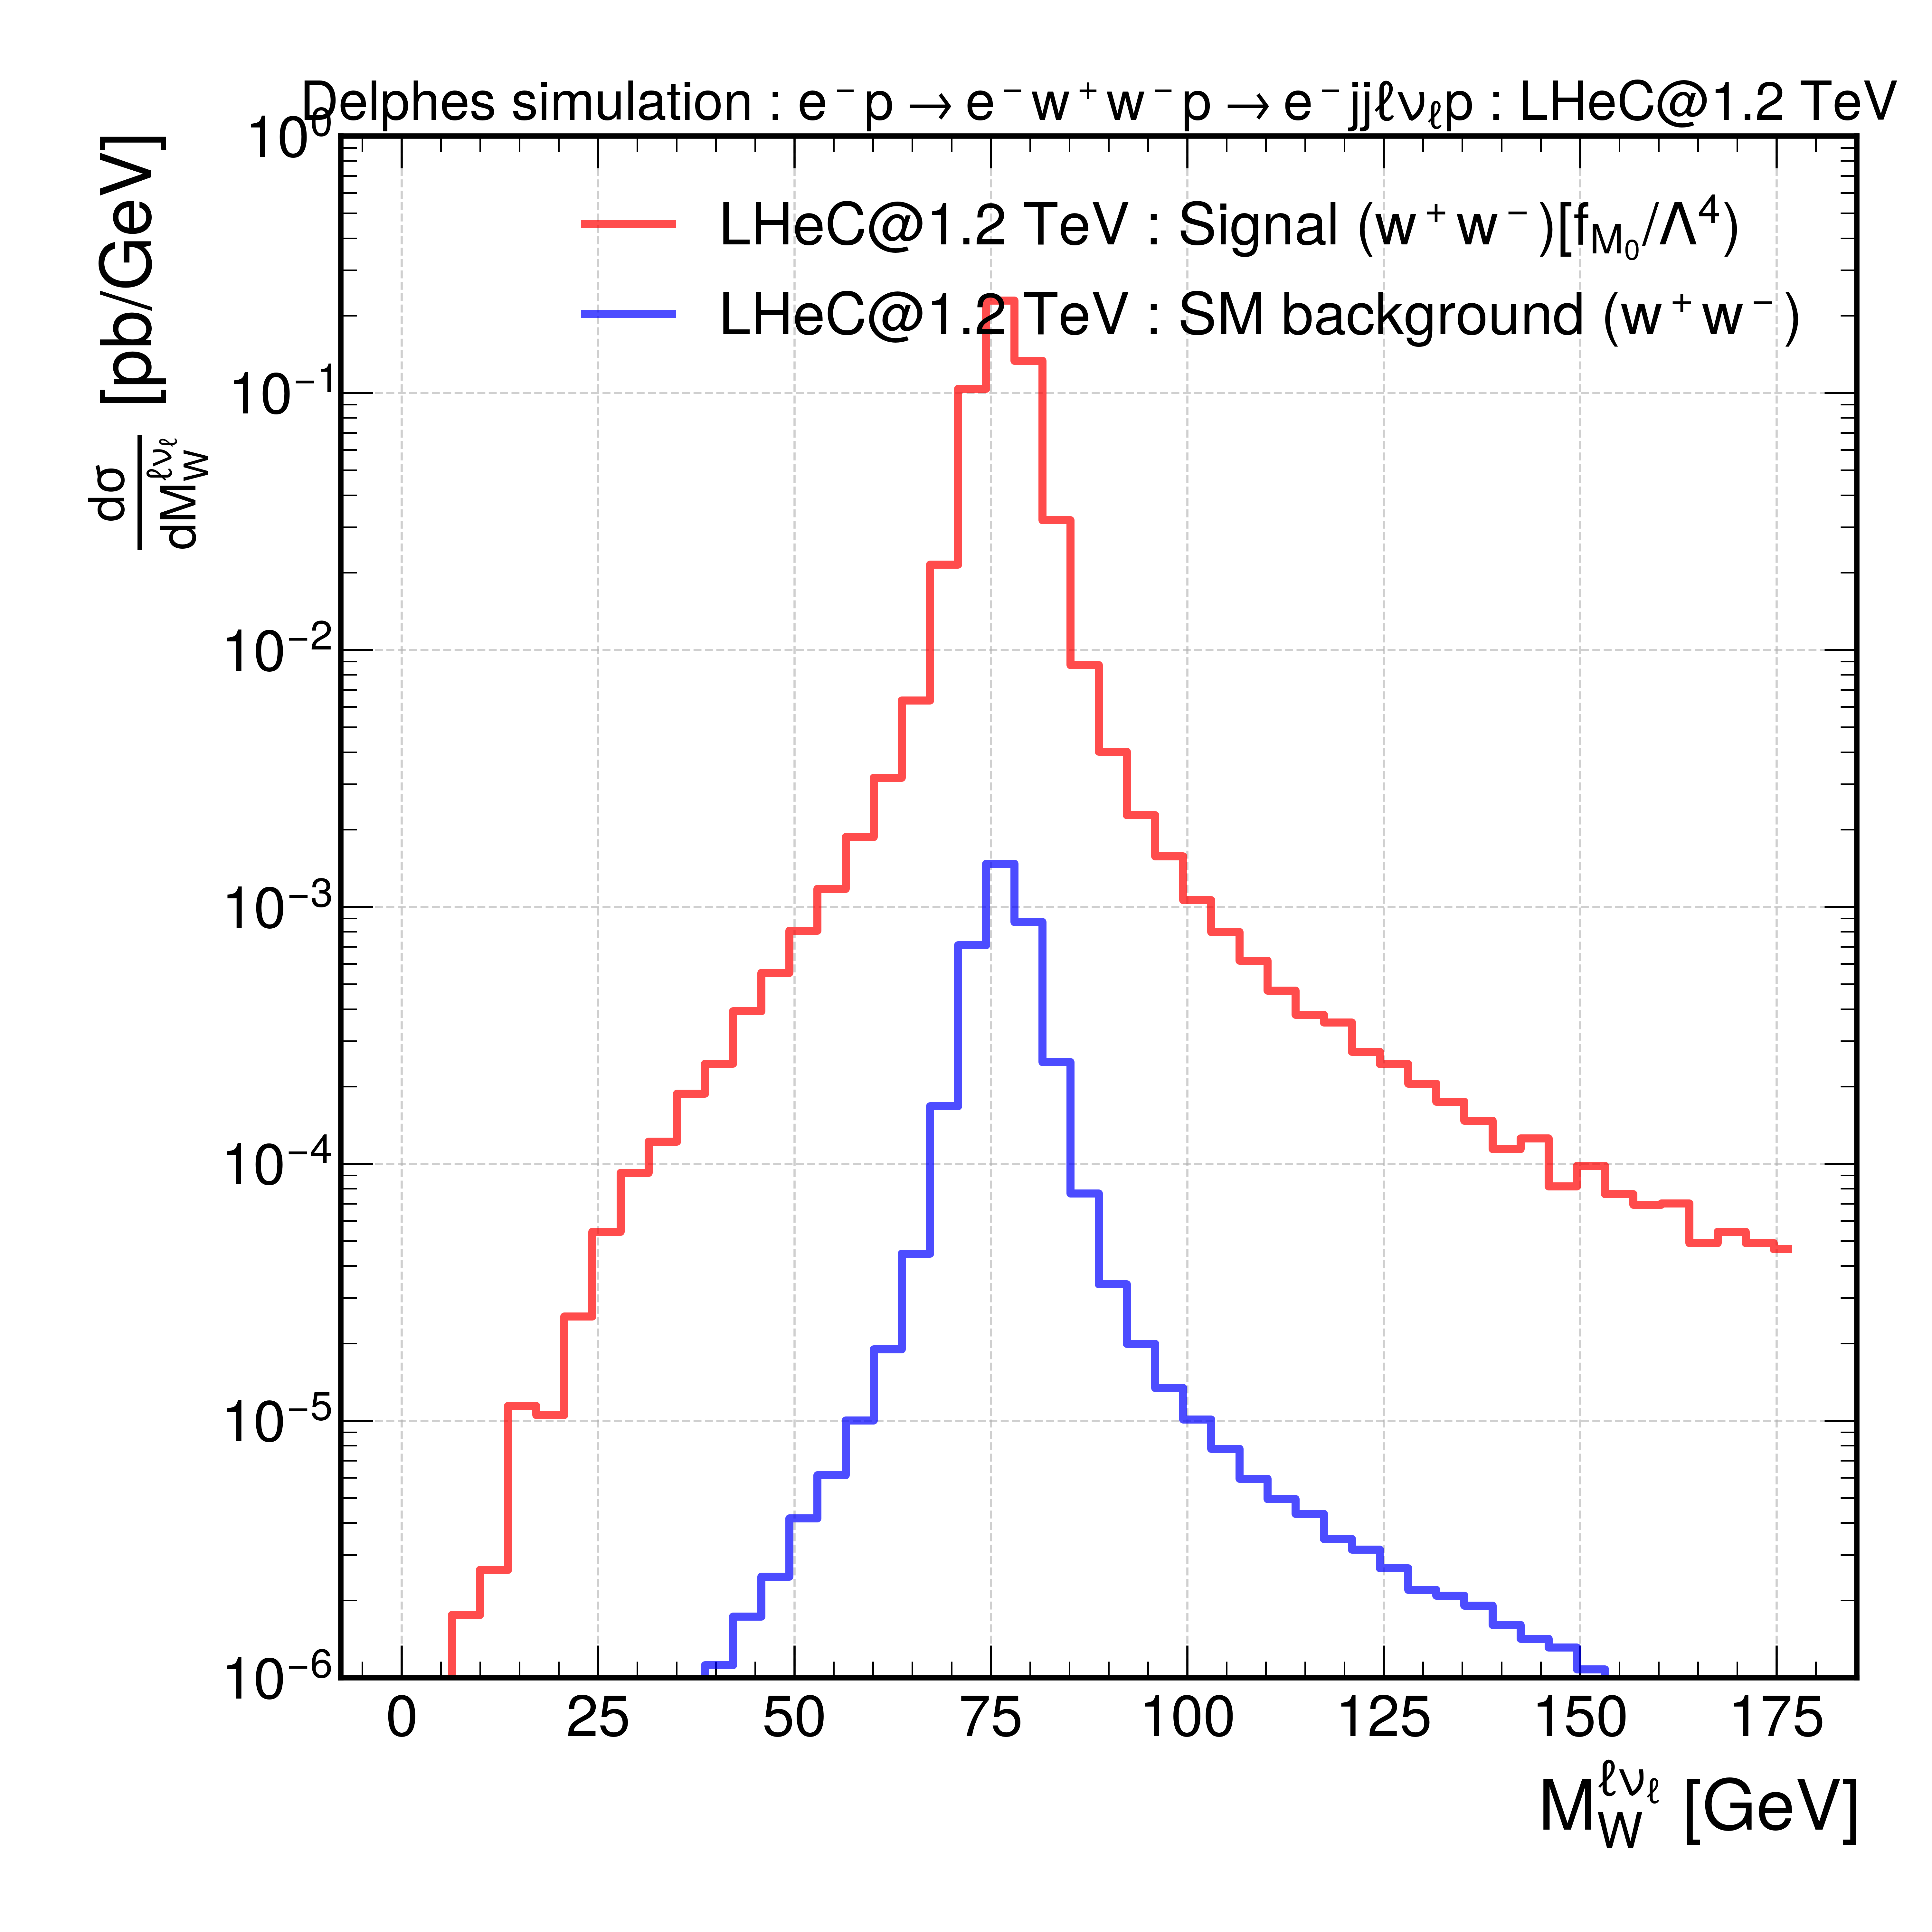 Delphes simulation : e⁻p → e⁻w⁺w⁻p → e⁻jjℓν_ℓp : LHeC@1.2 TeV
LHeC@1.2 TeV : Signal (w⁺w⁻)[f_{M₀}/Λ⁴)
LHeC@1.2 TeV : SM background (w⁺w⁻)
dσ/dM_W^{ℓν_ℓ} [pb/GeV]
10⁰
10⁻¹
10⁻²
10⁻³
10⁻⁴
10⁻⁵
10⁻⁶
0 25 50 75 100 125 150 175
M_W^{ℓν_ℓ} [GeV]